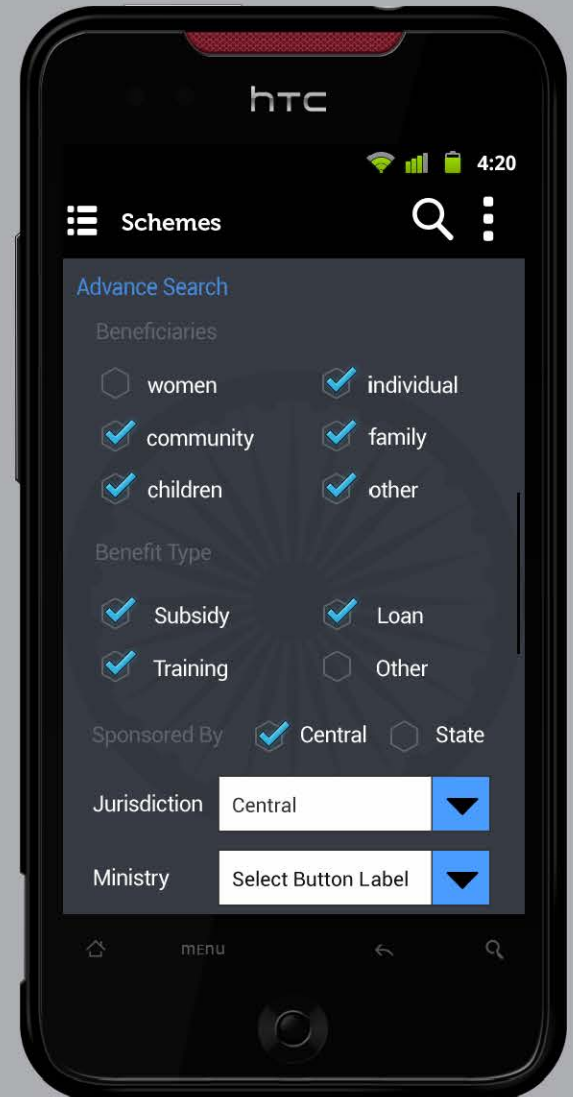 htc
4:20
Schemes
Advance Search
Beneficiaries
women individual
community family
children other
Benefit Type
Subsidy Loan
Training Other
Sponsored By Central State
Jurisdiction Central
Ministry Select Button Label
menu